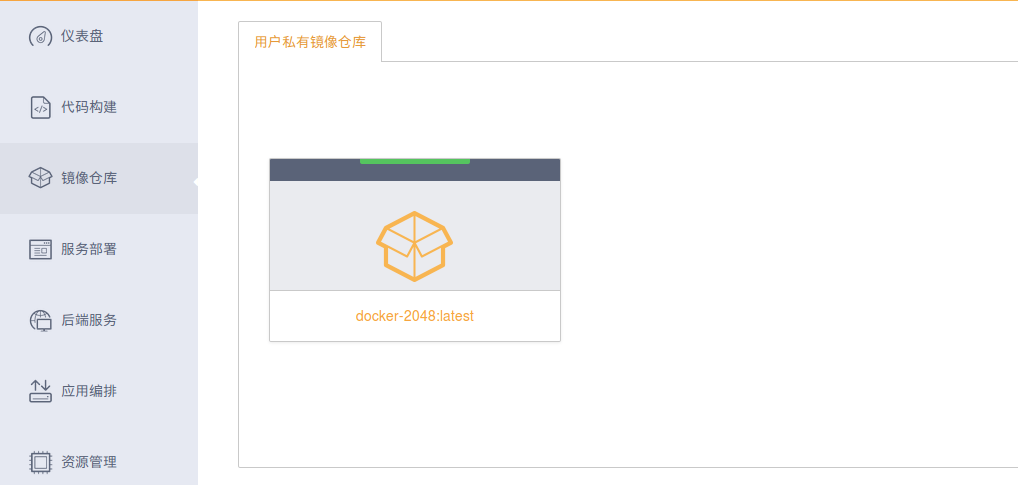 仪表盘
代码构建
镜像仓库
服务部署
后端服务
应用编排
资源管理
用户私有镜像仓库
docker-2048:latest